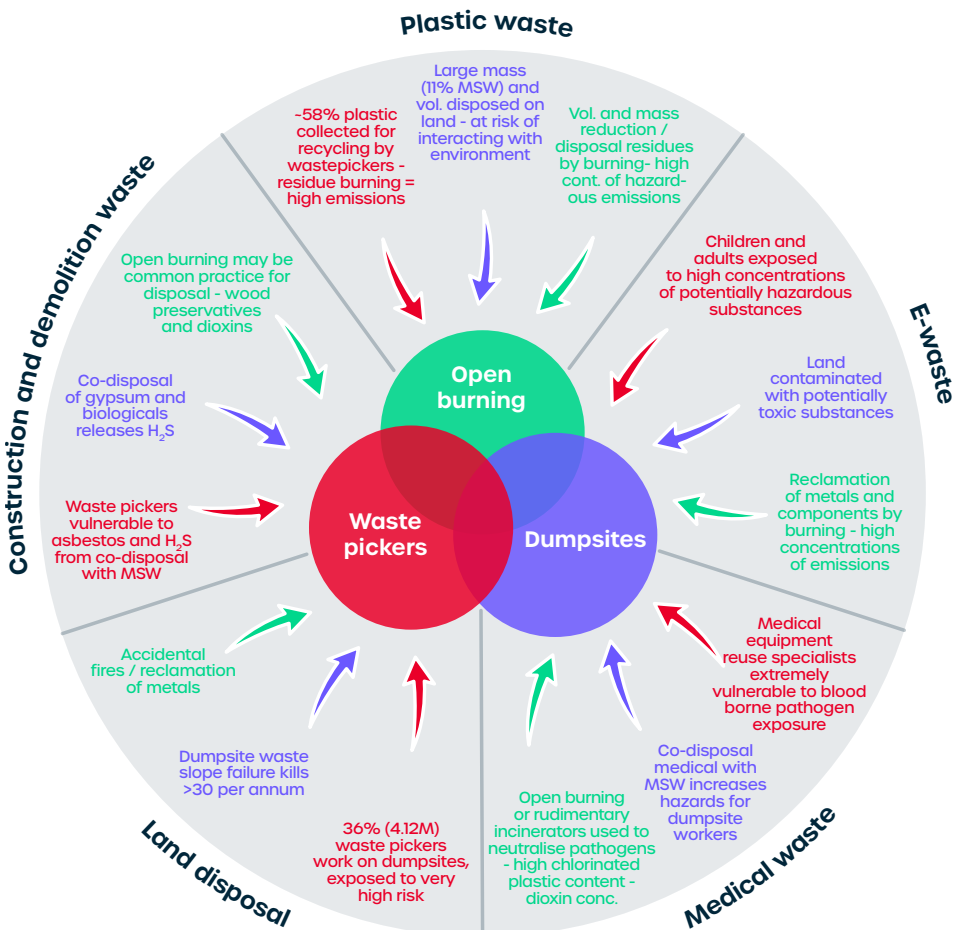 Plastic waste
~58% plastic
collected for
recycling by
wastepickers -
residue burning =
high emissions
Large mass
(11% MSW) and
vol. disposed on
land - at risk of
interacting with
environment
Vol. and mass
reduction /
disposal residues
by burning- high
cont. of hazard-
ous emissions
E-waste
Children and
adults exposed
to high concentrations
of potentially hazardous
substances
Land
contaminated
with potentially
toxic substances
Reclamation
of metals and
components by
burning - high
concentrations
of emissions
Medical waste
Medical
equipment
reuse specialists
extremely
vulnerable to blood
borne pathogen
exposure
Co-disposal
medical with
MSW increases
hazards for
dumpsite
workers
Open burning
or rudimentary
incinerators used to
neutralise pathogens
- high chlorinated
plastic content -
dioxin conc.
Land disposal
36% (4.12M)
waste pickers
work on dumpsites,
exposed to very
high risk
Dumpsite waste
slope failure kills
>30 per annum
Accidental
fires / reclamation
of metals
Construction and demolition waste
Waste pickers
vulnerable to
asbestos and H₂S
from co-disposal
with MSW
Co-disposal
of gypsum and
biologicals
releases H₂S
Open burning may be
common practice for
disposal - wood
preservatives
and dioxins
Open
burning
Waste
pickers
Dumpsites